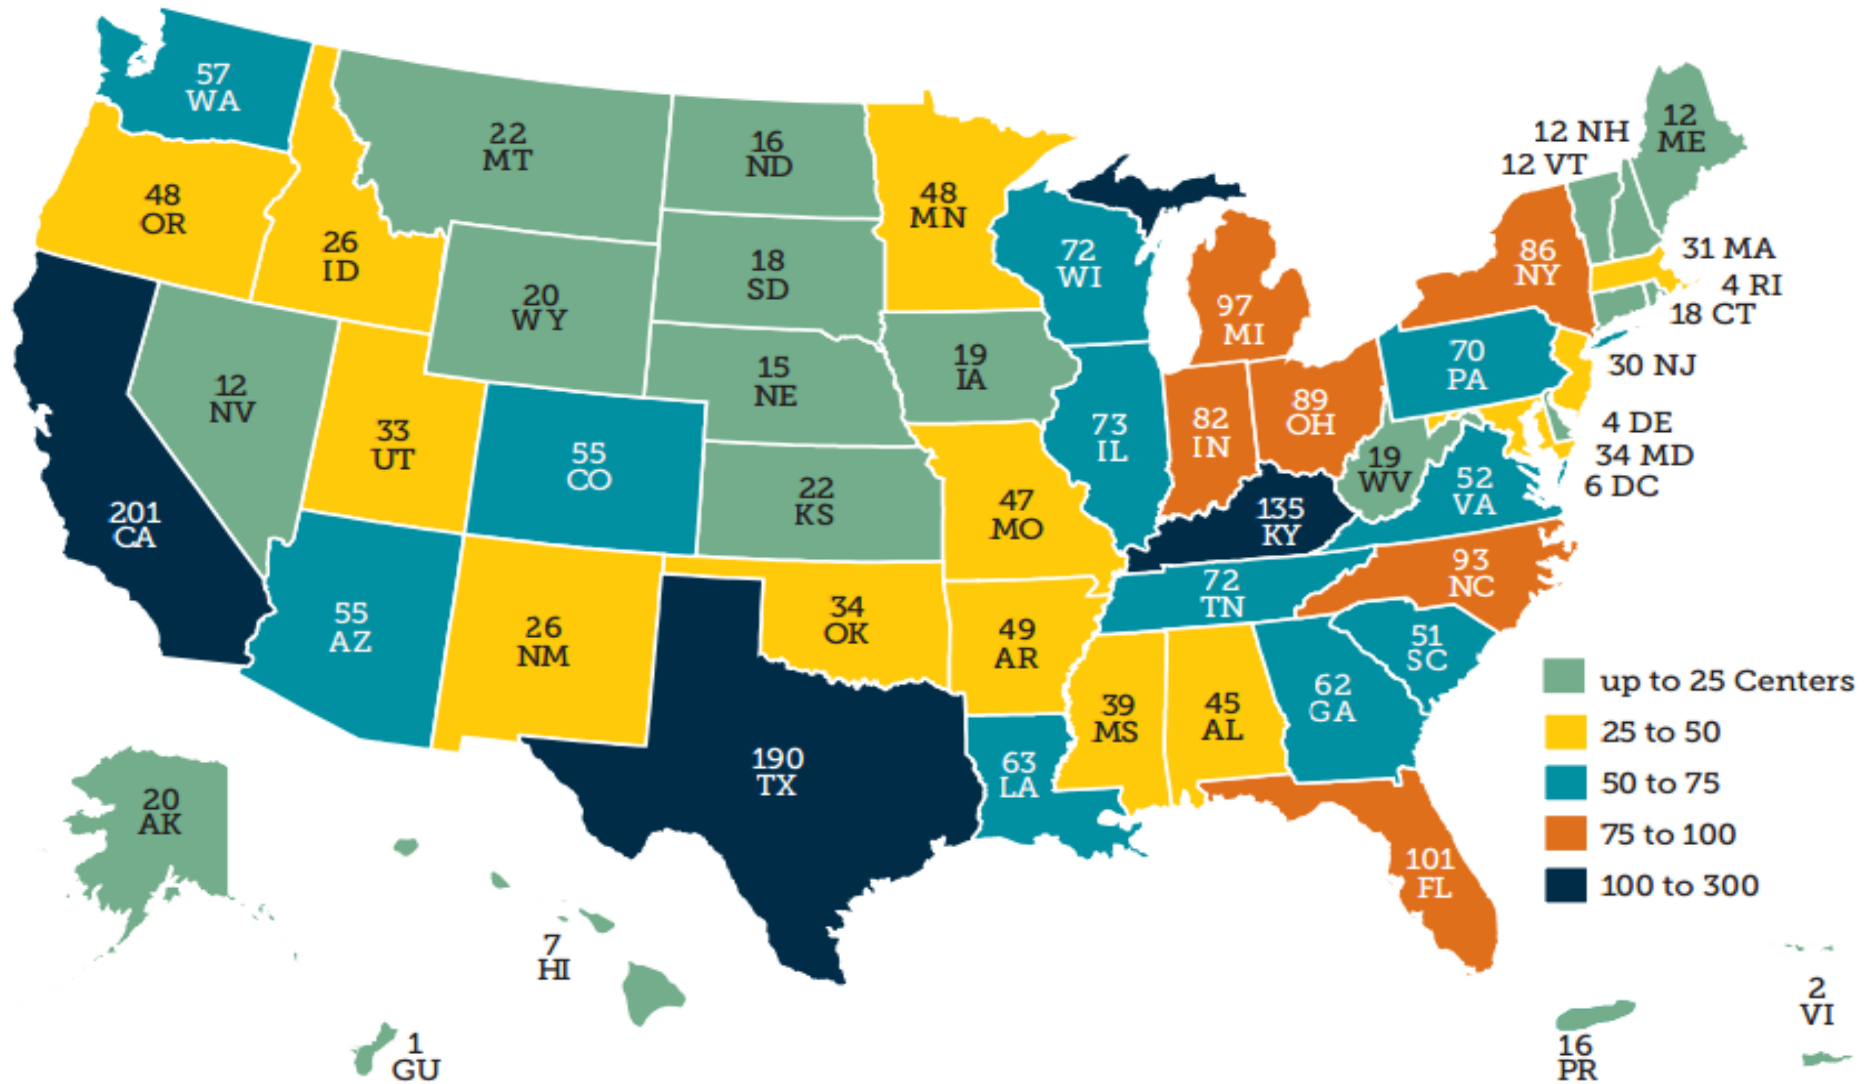 57
WA
48
OR
26
ID
22
MT
16
ND
48
MN
18
SD
20
WY
72
WI
97
MI
12 NH
12 VT
12
ME
86
NY
31 MA
4 RI
18 CT
30 NJ
70
PA
4 DE
34 MD
6 DC
201
CA
12
NV
33
UT
55
CO
15
NE
19
IA
22
KS
47
MO
73
IL
82
IN
89
OH
19
WV
52
VA
135
KY
93
NC
72
TN
51
SC
55
AZ
26
NM
34
OK
49
AR
190
TX
63
LA
39
MS
45
AL
62
GA
101
FL
20
AK
7
HI
1
GU
16
PR
2
VI
up to 25 Centers
25 to 50
50 to 75
75 to 100
100 to 300